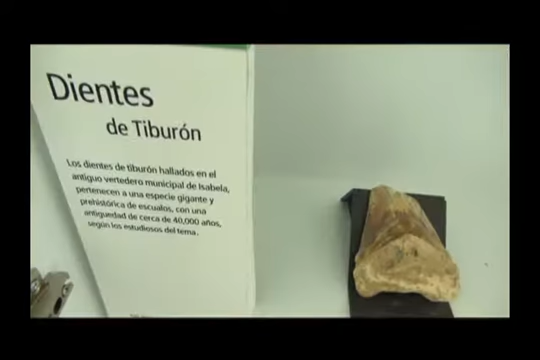 Dientes
de Tiburón
Los dientes de tiburón hallados en el
antiguo vertedero municipal de Isabela,
pertenecen a una especie gigante y
prehistórica de escualos, con una
antiguedad de cerca de 40,000 años,
según los estudiosos del tema.